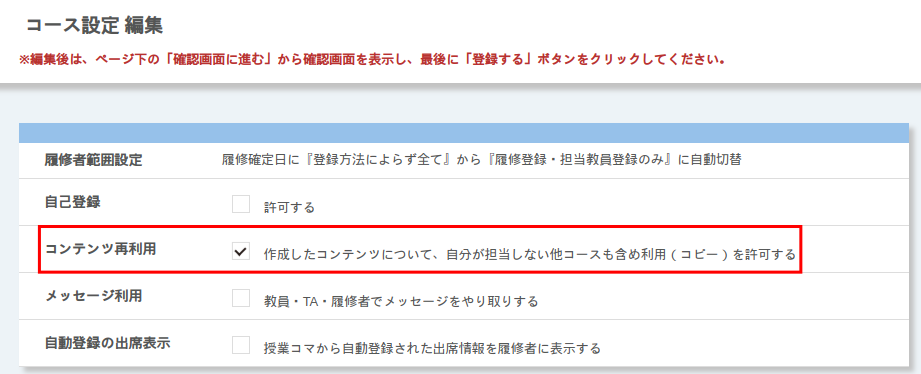 コース設定 編集
※編集後は、ページ下の「確認画面に進む」から確認画面を表示し、最後に「登録する」ボタンをクリックしてください。
履修者範囲設定 履修確定日に『登録方法によらず全て』から『履修登録・担当教員登録のみ』に自動切替
自己登録 許可する
コンテンツ再利用 作成したコンテンツについて、自分が担当しない他コースも含め利用（コピー）を許可する
メッセージ利用 教員・TA・履修者でメッセージをやり取りする
自動登録の出席表示 授業コマから自動登録された出席情報を履修者に表示する